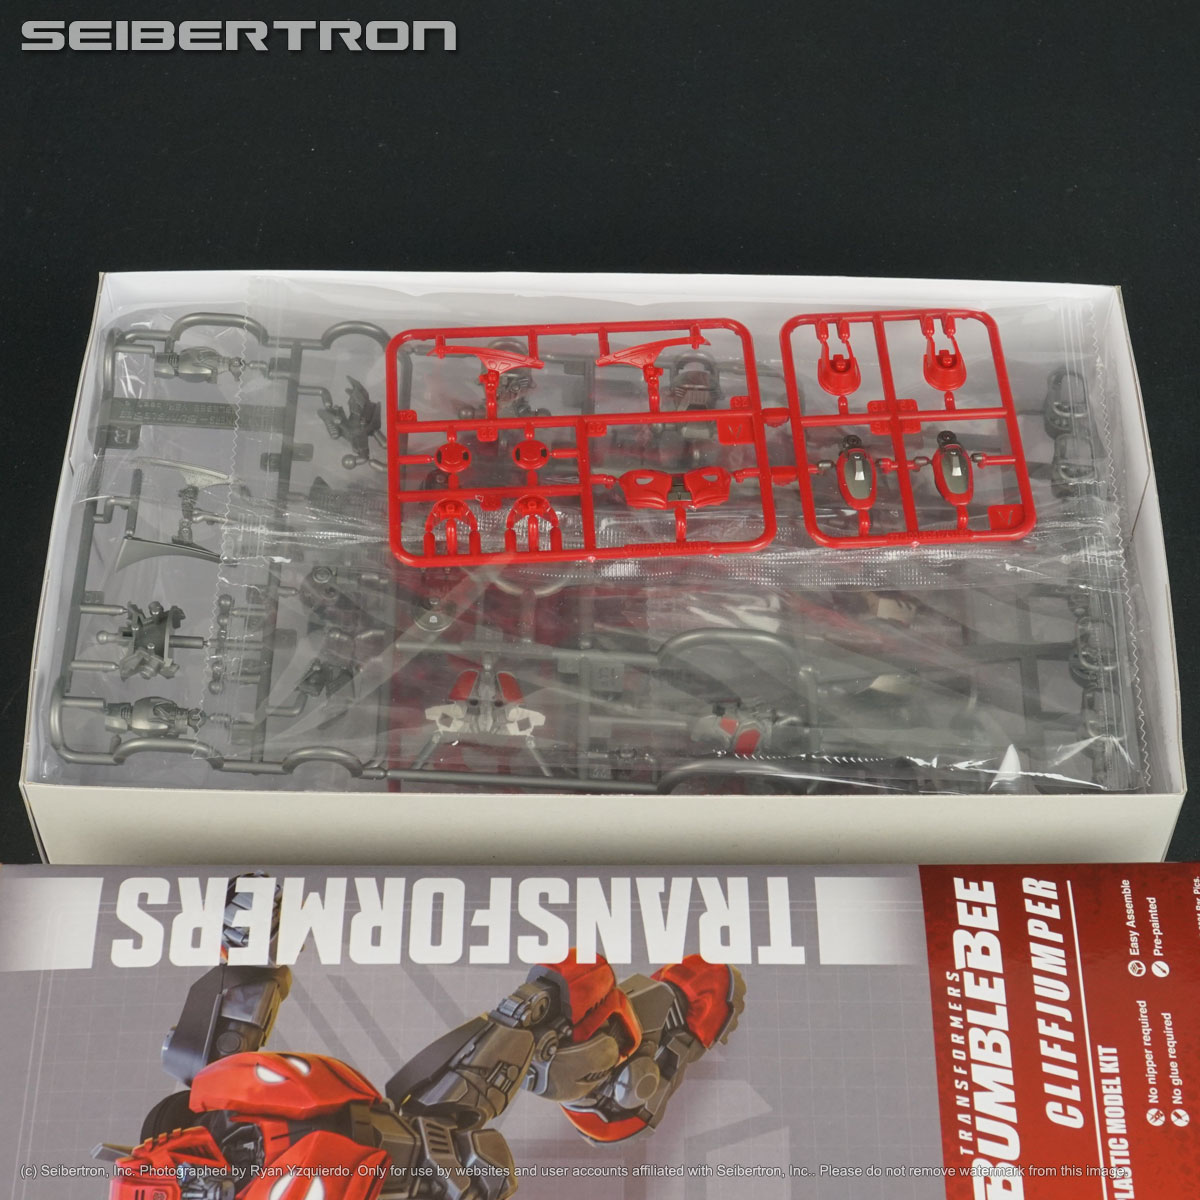 SEIBERTRON
TRANSFORMERS
TRANSFORMERS
BUMBLEBEE
CLIFFJUMPER
PLASTIC MODEL KIT
Easy Assemble
Pre-painted
No nipper required
No glue required
(c) Seibertron, Inc. Photographed by Ryan Yzquierdo. Only for use by websites and user accounts affiliated with Seibertron, Inc.. Please do not remove watermark from this image.